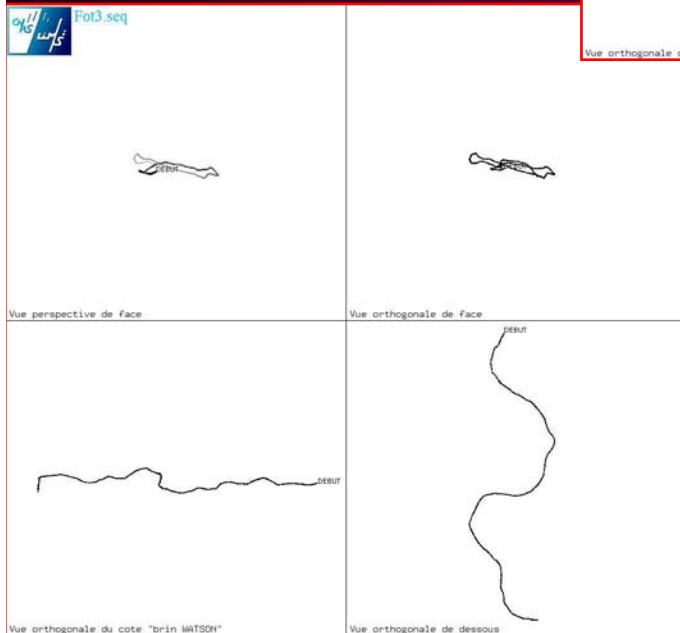 Fot3.seq
Vue orthogonale d
DEBUT
Vue perspective de face
Vue orthogonale de face
DEBUT
DEBUT
Vue orthogonale du cote "brin WATSON"
Vue orthogonale de dessous